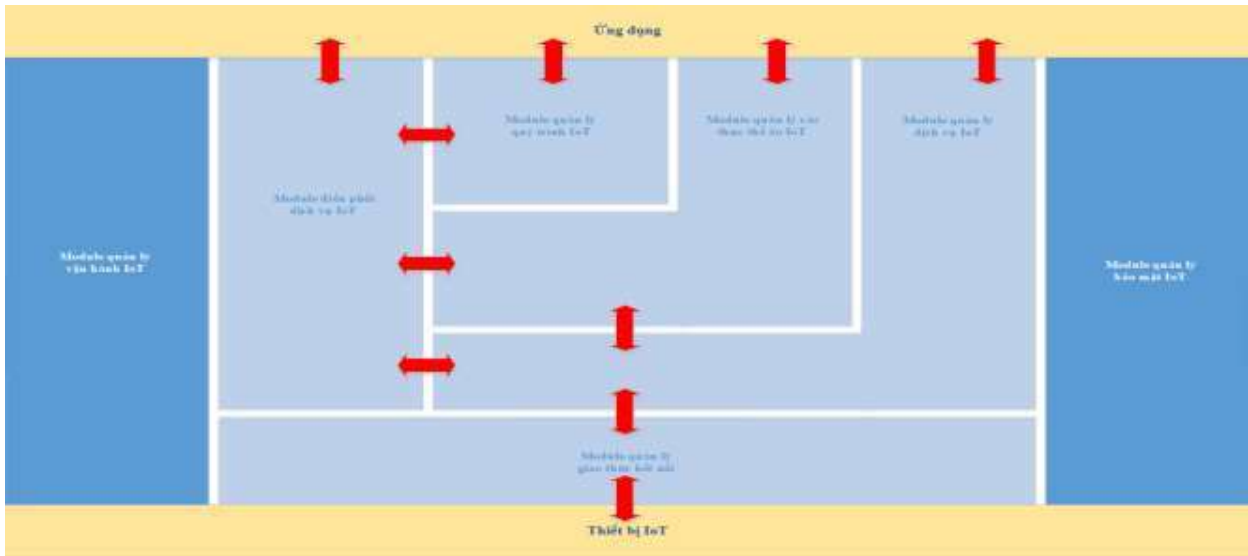 Ứng dụng
Module quản lý
quy trình IoT
Module quản lý các
thực thể ảo IoT
Module quản lý
dịch vụ IoT
Module điều phối
dịch vụ IoT
Module quản lý
vận hành IoT
Module quản lý
bảo mật IoT
Module quản lý
giao thức kết nối
Thiết bị IoT